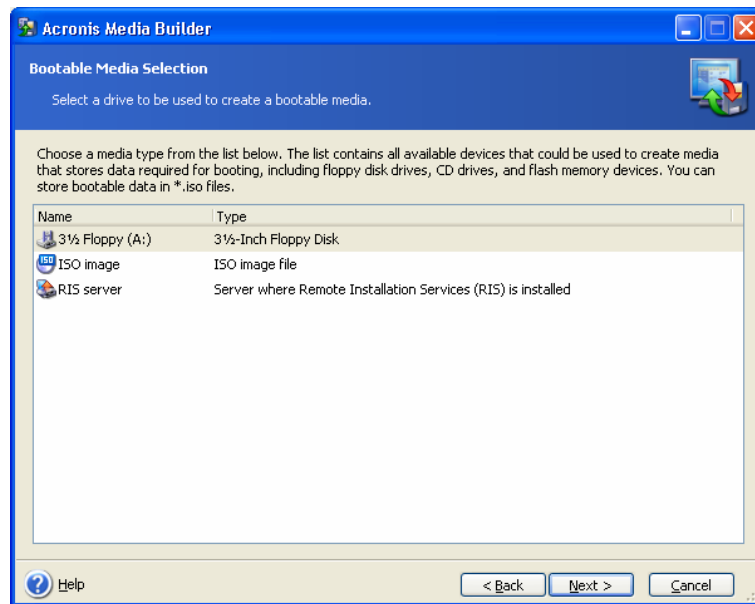 Acronis Media Builder
Bootable Media Selection
Select a drive to be used to create a bootable media.
Choose a media type from the list below. The list contains all available devices that could be used to create media
that stores data required for booting, including floppy disk drives, CD drives, and flash memory devices. You can
store bootable data in *.iso files.
Name Type
3½ Floppy (A:) 3½-Inch Floppy Disk
ISO image ISO image file
RIS server Server where Remote Installation Services (RIS) is installed
Help < Back Next > Cancel